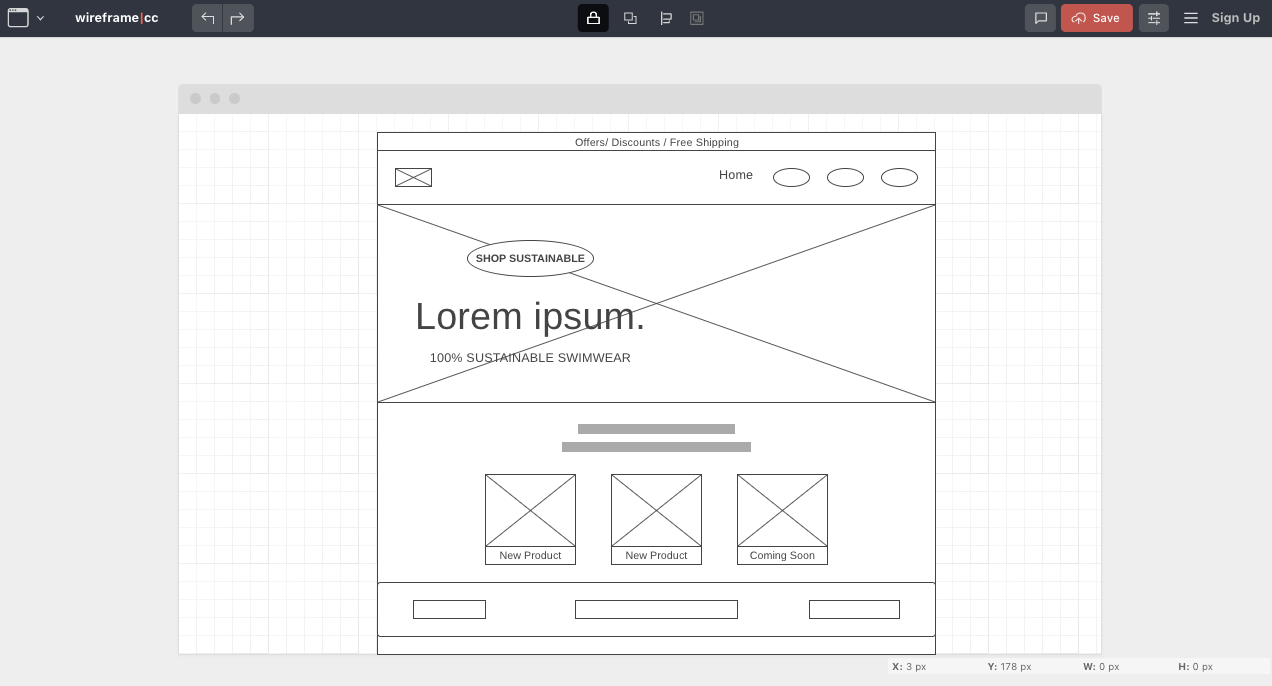 wireframe|cc
Save
Sign Up
Offers/ Discounts / Free Shipping
Home
SHOP SUSTAINABLE
Lorem ipsum.
100% SUSTAINABLE SWIMWEAR
New Product New Product Coming Soon
X: 3 px Y: 178 px W: 0 px H: 0 px